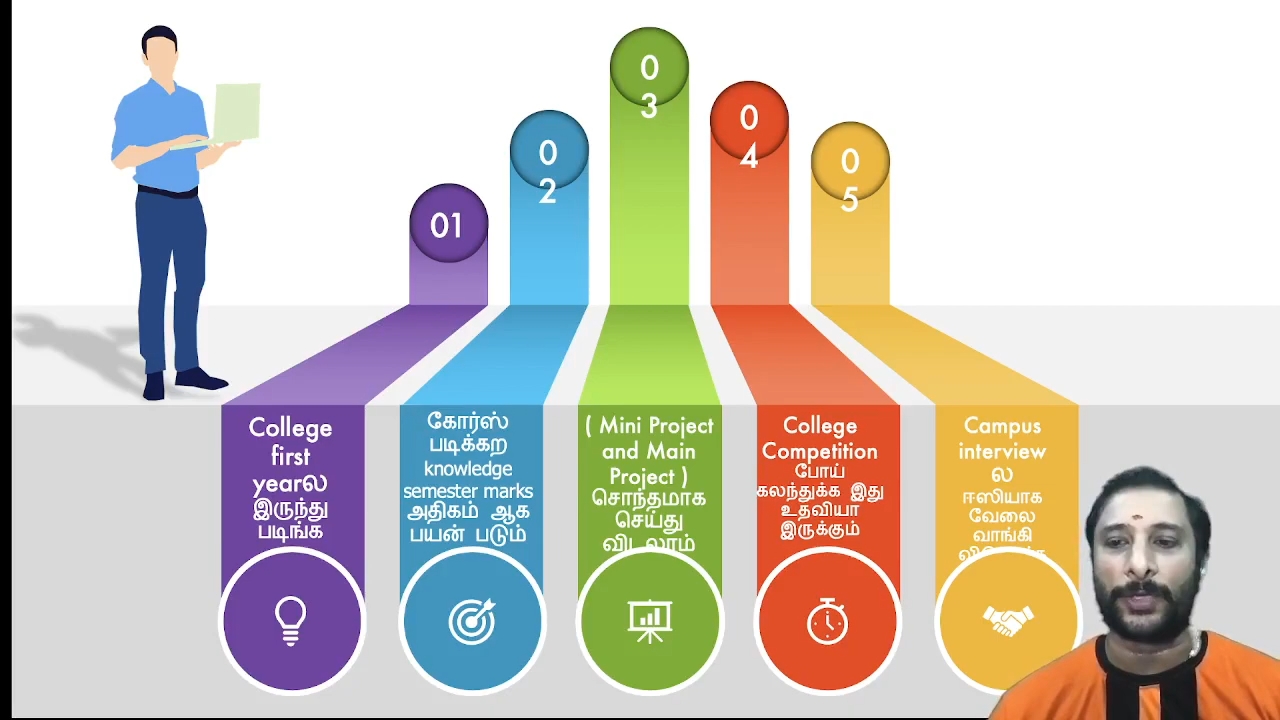 01
0
2
0
3
0
4
0
5
College
first
yearல
இருந்து
படிங்க
கோர்ஸ்
படிக்கற
knowledge
semester marks
அதிகம் ஆக
பயன் படும்
( Mini Project
and Main
Project )
சொந்தமாக
செய்து
விடலாம்
College
Competition
போய்
கலந்துக்க இது
உதவியா
இருக்கும்
Campus
interview
ல
ஈஸியாக
வேலை
வாங்கி